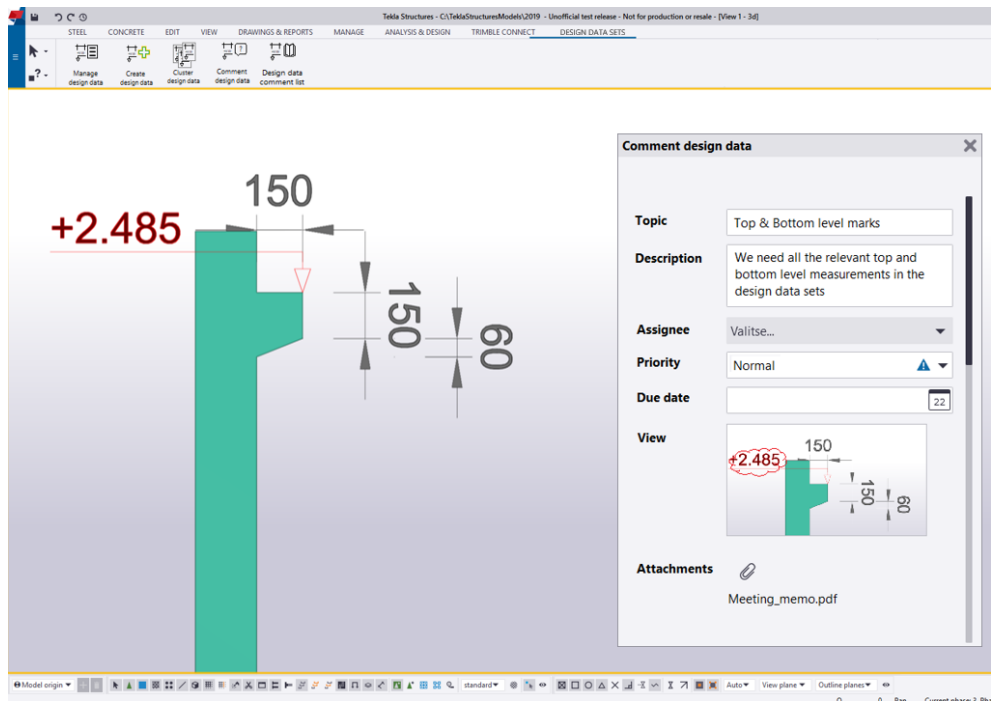 Tekla Structures - C:\TeklaStructuresModels\2019 - Unofficial test release - Not for production or resale - [View 1 - 3d]
STEEL CONCRETE EDIT VIEW DRAWINGS & REPORTS MANAGE ANALYSIS & DESIGN TRIMBLE CONNECT DESIGN DATA SETS
Manage design data
Create design data
Cluster design data
Comment design data
Design data comment list
150
+2.485
150
60
Comment design data
Topic
Top & Bottom level marks
Description
We need all the relevant top and
bottom level measurements in the
design data sets
Assignee
Valitse...
Priority
Normal
Due date
22
View
150
+2.485
150
60
Attachments
Meeting_memo.pdf
Model origin
standard
Auto
View plane
Outline planes